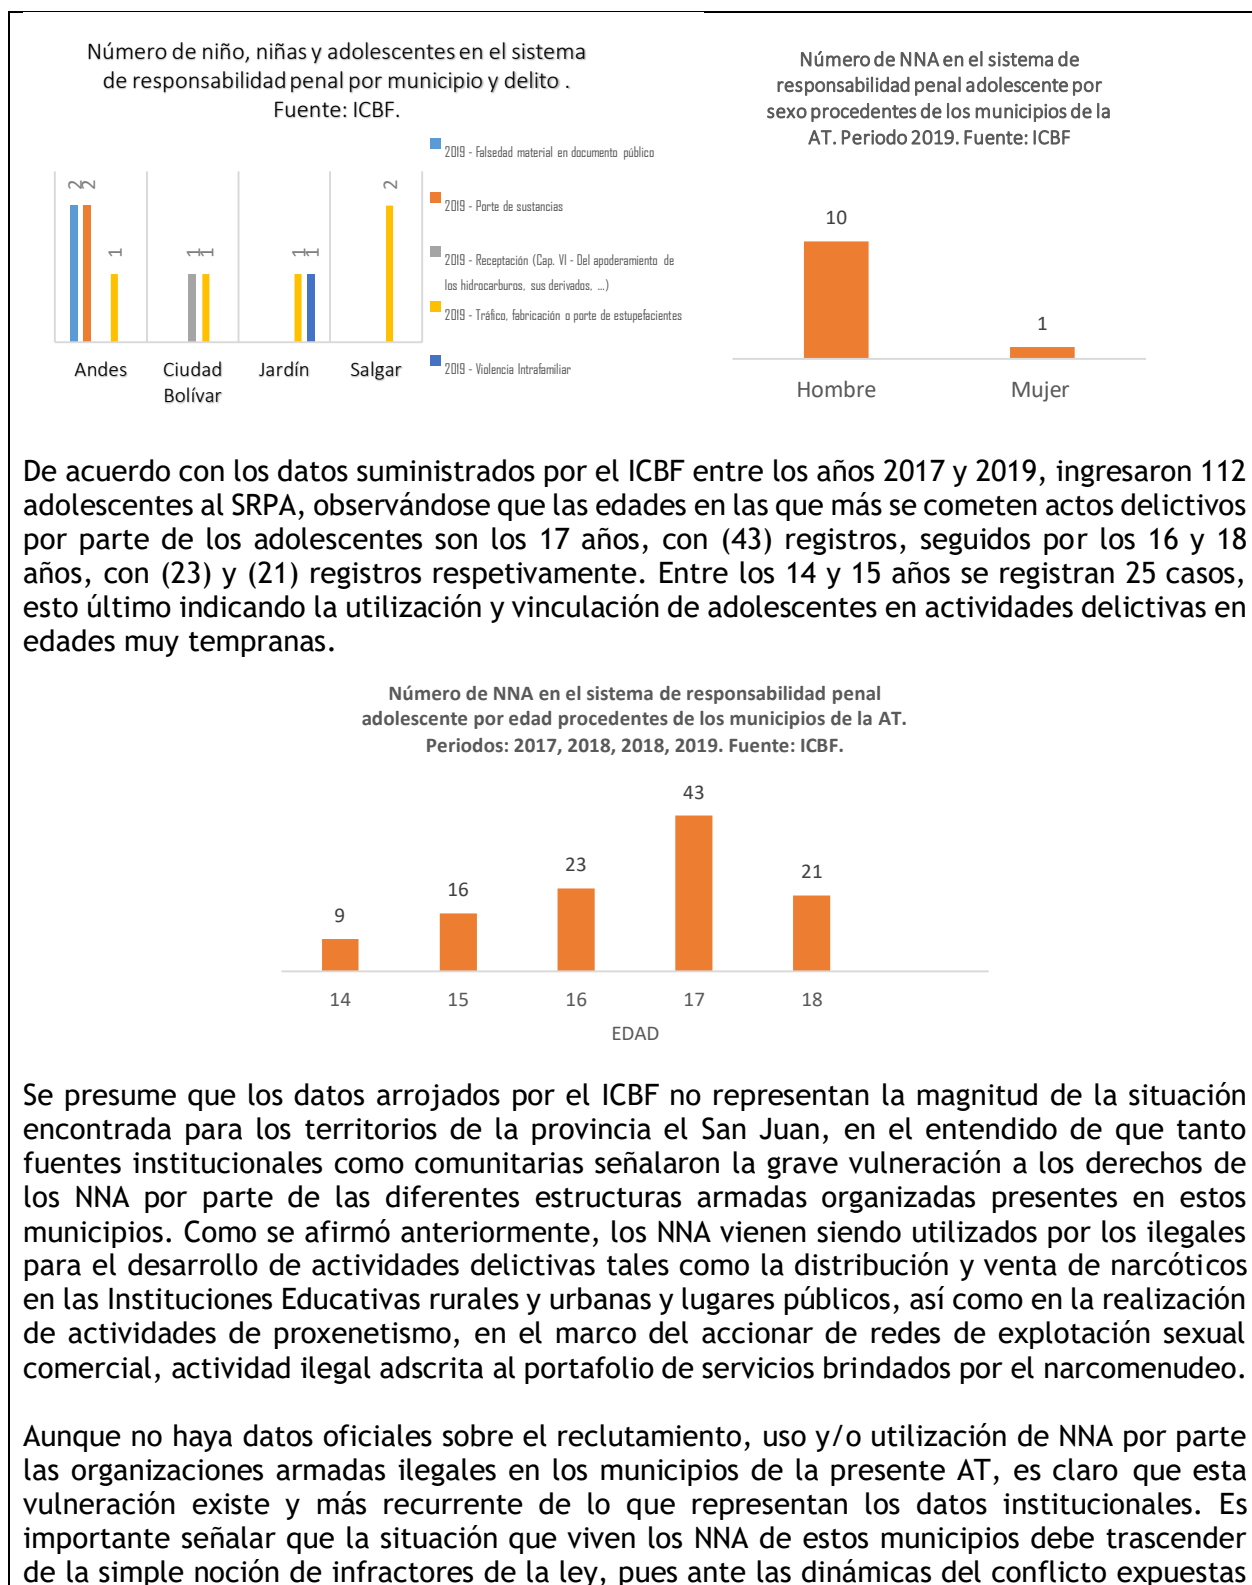 Número de niño, niñas y adolescentes en el sistema
de responsabilidad penal por municipio y delito .
Fuente: ICBF.
2 2 1 1 1 1 1 2
Andes Ciudad Bolívar Jardín Salgar
2019 - Falsedad material en documento público
2019 - Porte de sustancias
2019 - Receptación (Cap. VI - Del apoderamiento de
los hidrocarburos, sus derivados, ...)
2019 - Tráfico, fabricación o porte de estupefacientes
2019 - Violencia Intrafamiliar
Número de NNA en el sistema de
responsabilidad penal adolescente por
sexo procedentes de los municipios de la
AT. Periodo 2019. Fuente: ICBF
10
1
Hombre Mujer
De acuerdo con los datos suministrados por el ICBF entre los años 2017 y 2019, ingresaron 112
adolescentes al SRPA, observándose que las edades en las que más se cometen actos delictivos
por parte de los adolescentes son los 17 años, con (43) registros, seguidos por los 16 y 18
años, con (23) y (21) registros respetivamente. Entre los 14 y 15 años se registran 25 casos,
esto último indicando la utilización y vinculación de adolescentes en actividades delictivas en
edades muy tempranas.
Número de NNA en el sistema de responsabilidad penal
adolescente por edad procedentes de los municipios de la AT.
Periodos: 2017, 2018, 2018, 2019. Fuente: ICBF.
9 16 23 43 21
14 15 16 17 18
EDAD
Se presume que los datos arrojados por el ICBF no representan la magnitud de la situación
encontrada para los territorios de la provincia el San Juan, en el entendido de que tanto
fuentes institucionales como comunitarias señalaron la grave vulneración a los derechos de
los NNA por parte de las diferentes estructuras armadas organizadas presentes en estos
municipios. Como se afirmó anteriormente, los NNA vienen siendo utilizados por los ilegales
para el desarrollo de actividades delictivas tales como la distribución y venta de narcóticos
en las Instituciones Educativas rurales y urbanas y lugares públicos, así como en la realización
de actividades de proxenetismo, en el marco del accionar de redes de explotación sexual
comercial, actividad ilegal adscrita al portafolio de servicios brindados por el narcomenudeo.
Aunque no haya datos oficiales sobre el reclutamiento, uso y/o utilización de NNA por parte
las organizaciones armadas ilegales en los municipios de la presente AT, es claro que esta
vulneración existe y más recurrente de lo que representan los datos institucionales. Es
importante señalar que la situación que viven los NNA de estos municipios debe trascender
de la simple noción de infractores de la ley, pues ante las dinámicas del conflicto expuestas